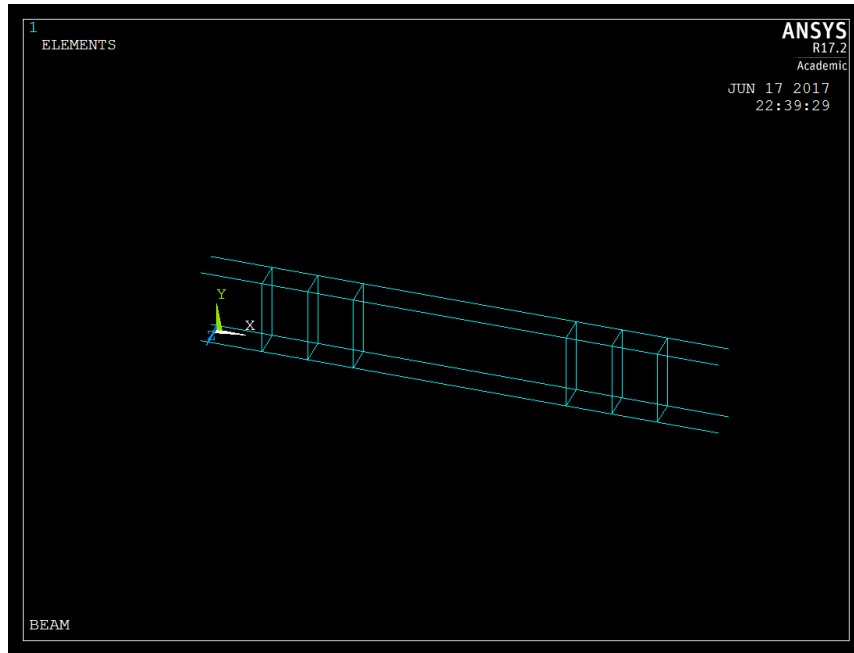 1
ELEMENTS
ANSYS
R17.2
Academic
JUN 17 2017
22:39:29
Y
X
Z
BEAM